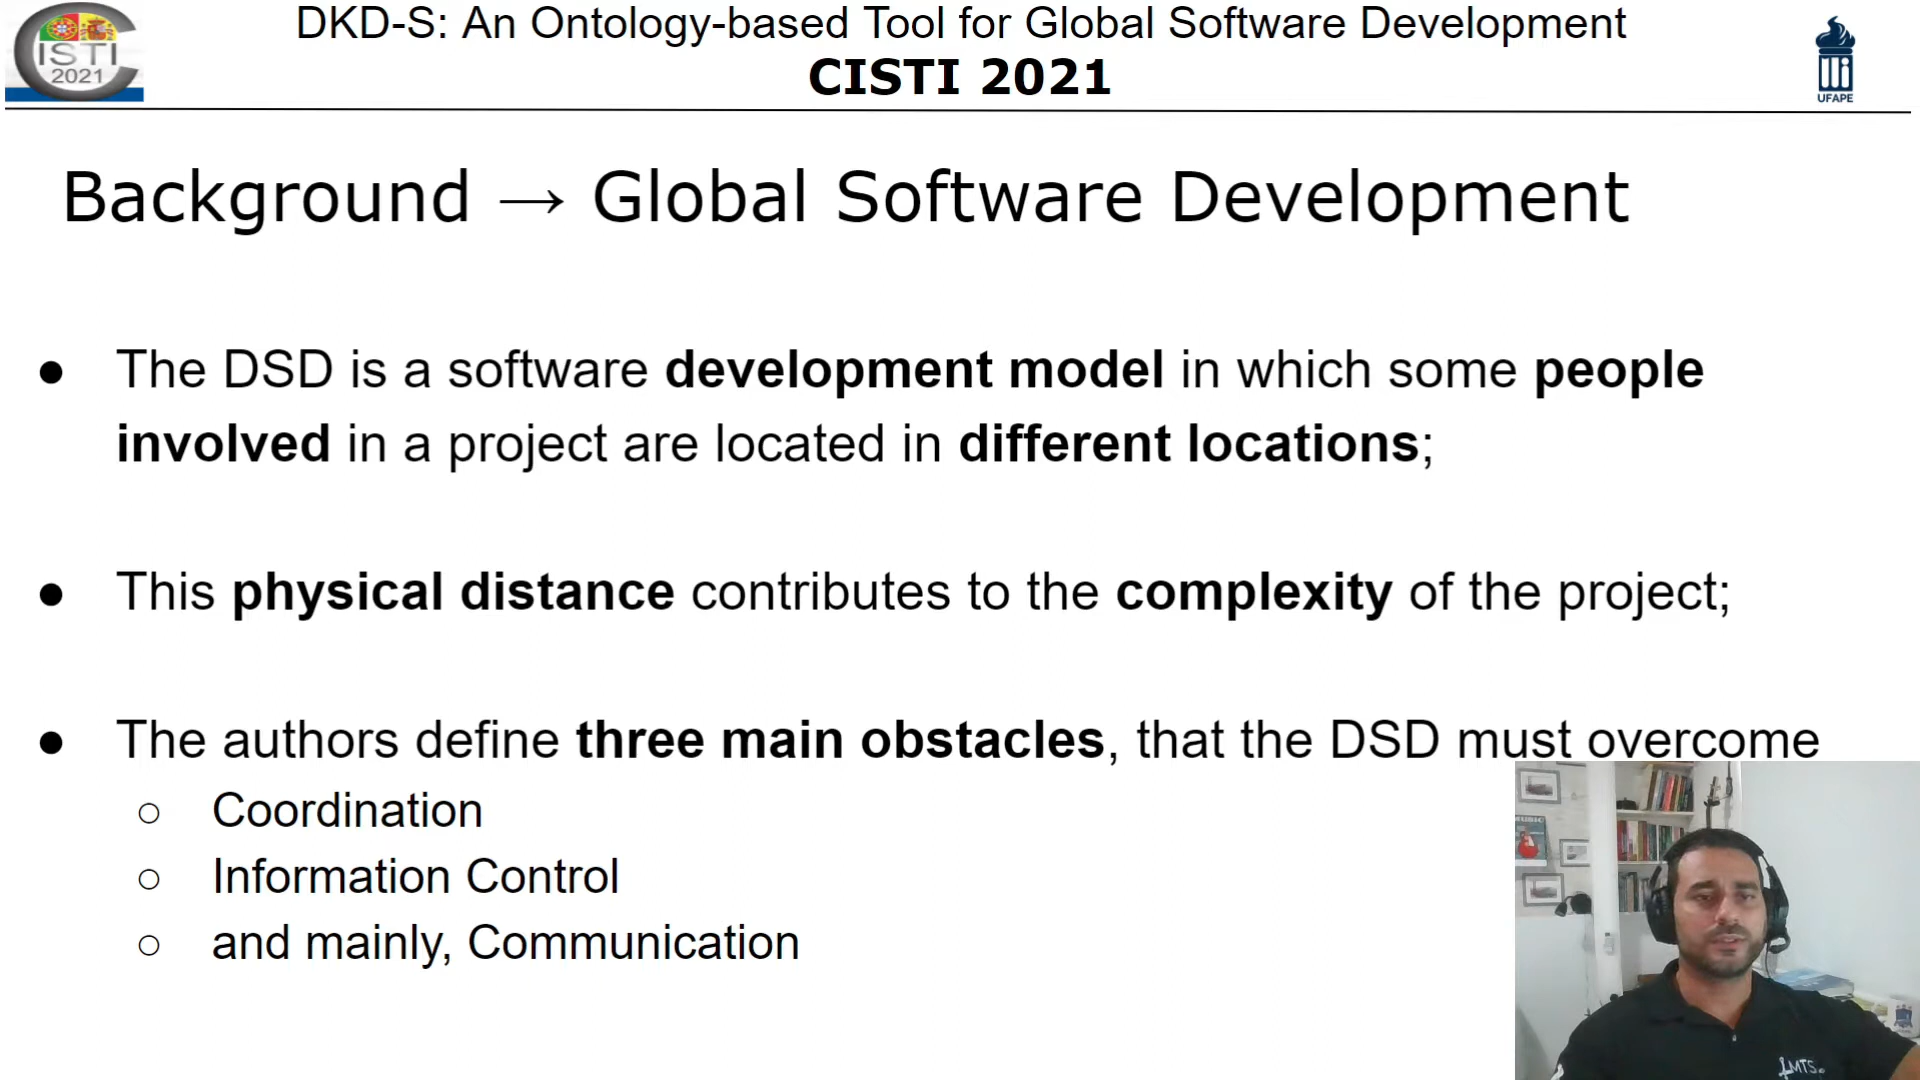 DKD-S: An Ontology-based Tool for Global Software Development
CISTI 2021
CISTI
2021
UFAPE
Background → Global Software Development
● The DSD is a software development model in which some people
involved in a project are located in different locations;
● This physical distance contributes to the complexity of the project;
● The authors define three main obstacles, that the DSD must overcome
○ Coordination
○ Information Control
○ and mainly, Communication
MUSIC
LMTS